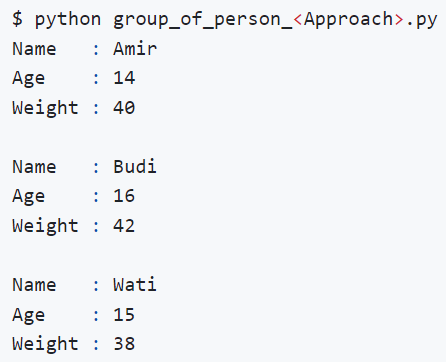 $ python group_of_person_<Approach>.py
Name   : Amir
Age    : 14
Weight : 40

Name   : Budi
Age    : 16
Weight : 42

Name   : Wati
Age    : 15
Weight : 38